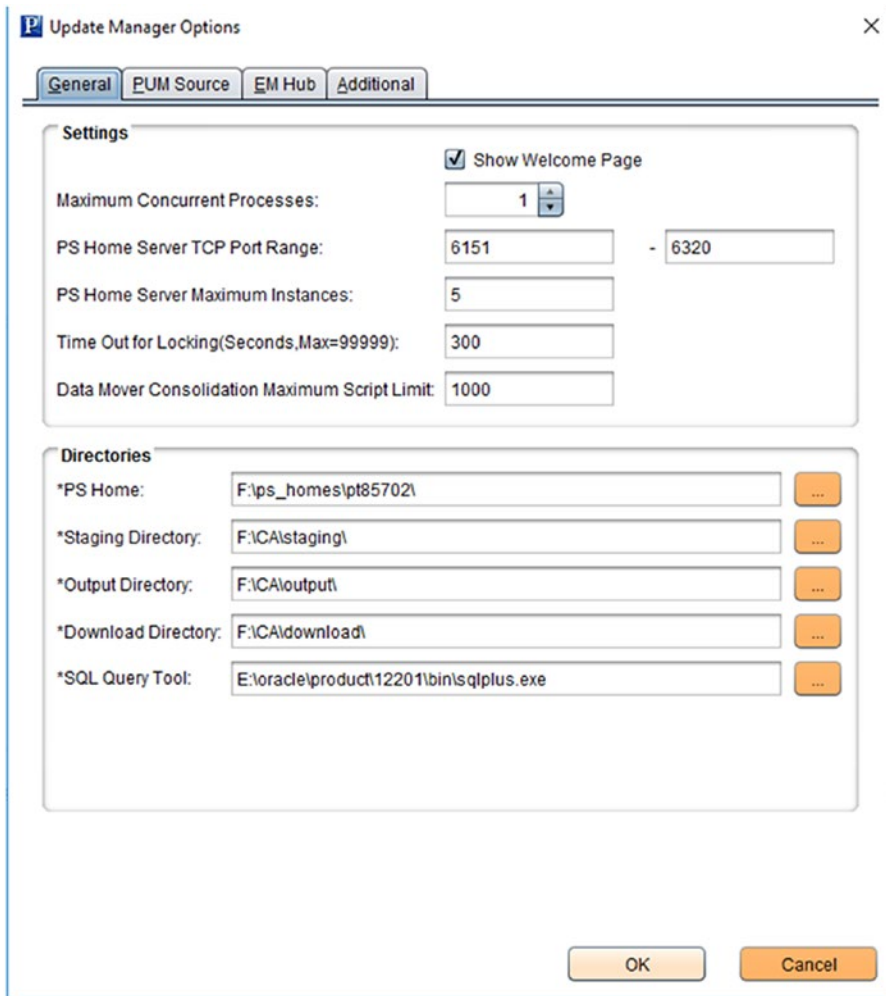 Update Manager Options
General PUM Source EM Hub Additional
Settings
Show Welcome Page
Maximum Concurrent Processes: 1
PS Home Server TCP Port Range: 6151 - 6320
PS Home Server Maximum Instances: 5
Time Out for Locking(Seconds,Max=99999): 300
Data Mover Consolidation Maximum Script Limit: 1000
Directories
*PS Home: F:\ps_homes\pt85702\ ...
*Staging Directory: F:\CA\staging\ ...
*Output Directory: F:\CA\output\ ...
*Download Directory: F:\CA\download\ ...
*SQL Query Tool: E:\oracle\product\12201\bin\sqlplus.exe ...
OK Cancel